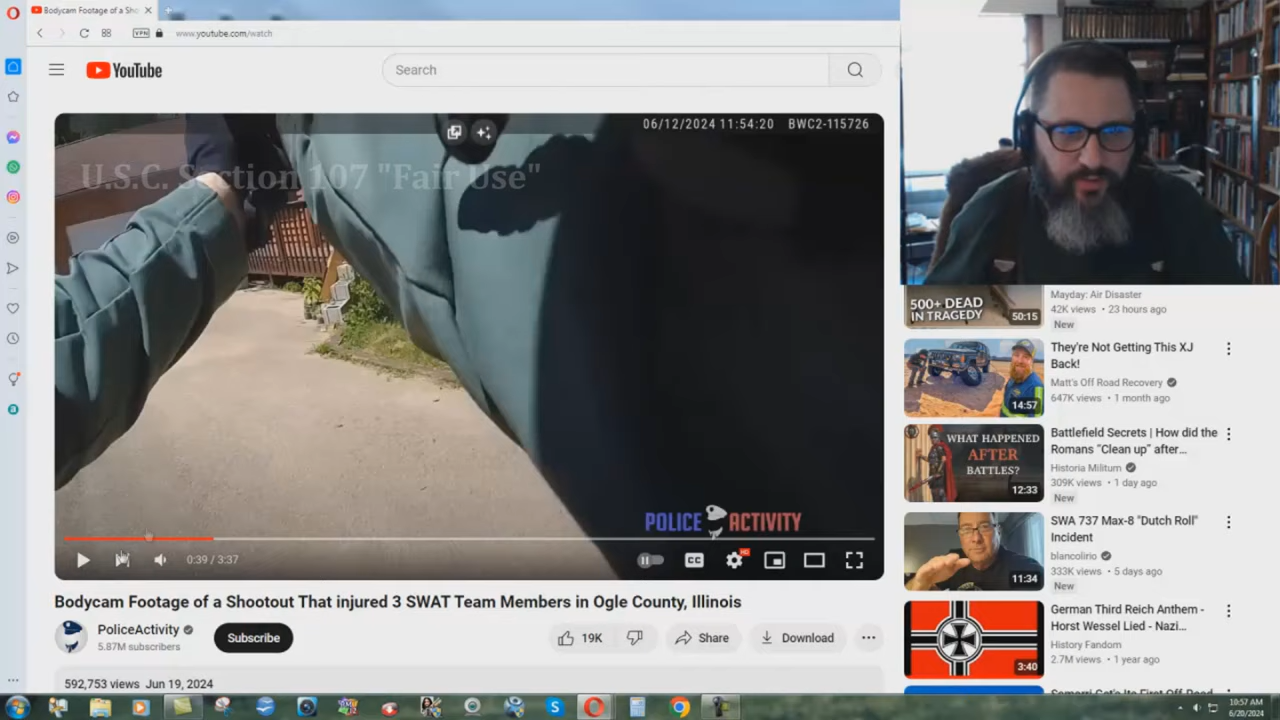 Bodycam Footage of a Sho
VPN
www.youtube.com/watch
YouTube
Search
06/12/2024 11:54:20 BWC2-115726
U.S.C. Section 107 "Fair Use"
POLICE ACTIVITY
0:39 / 3:37
CC
HD
Bodycam Footage of a Shootout That injured 3 SWAT Team Members in Ogle County, Illinois
PoliceActivity
5.87M subscribers
Subscribe
19K
Share
Download
592,753 views Jun 19, 2024
500+ DEAD
IN TRAGEDY
50:15
Mayday: Air Disaster
42K views • 23 hours ago
New
14:57
They're Not Getting This XJ
Back!
Matt's Off Road Recovery
647K views • 1 month ago
WHAT HAPPENED
AFTER
BATTLES?
12:33
Battlefield Secrets | How did the
Romans "Clean up" after...
Historia Militum
309K views • 1 day ago
New
11:34
SWA 737 Max-8 "Dutch Roll"
Incident
blancolirio
333K views • 5 days ago
New
3:40
German Third Reich Anthem -
Horst Wessel Lied - Nazi...
History Fandom
2.7M views • 1 year ago
10:57 AM
6/20/2024